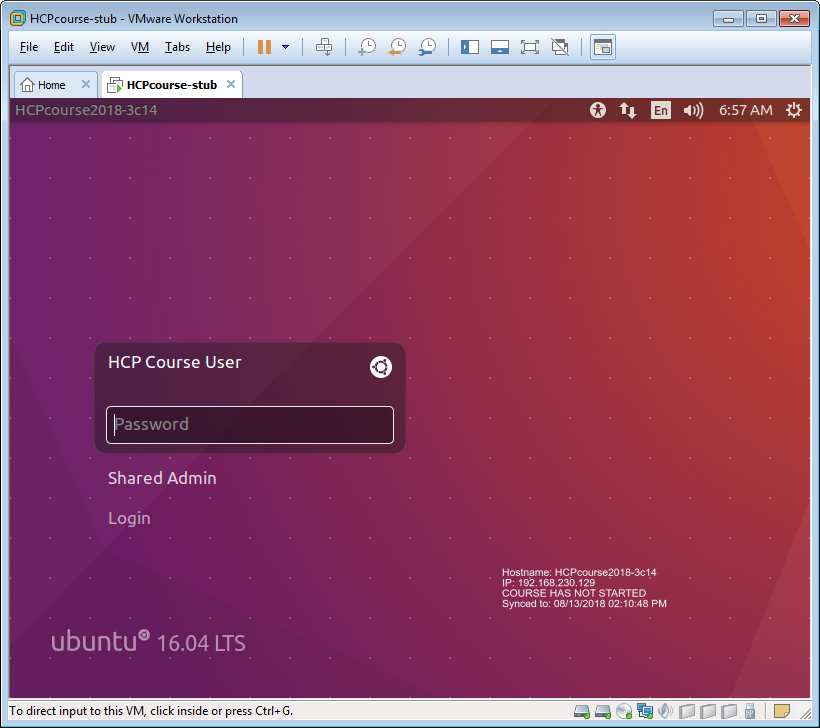 HCPcourse-stub - VMware Workstation
File Edit View VM Tabs Help
Home HCPcourse-stub
HCPcourse2018-3c14 En 6:57 AM
HCP Course User
Password
Shared Admin
Login
Hostname: HCPcourse2018-3c14
IP: 192.168.230.129
COURSE HAS NOT STARTED
Synced to: 08/13/2018 02:10:48 PM
ubuntu 16.04 LTS
To direct input to this VM, click inside or press Ctrl+G.